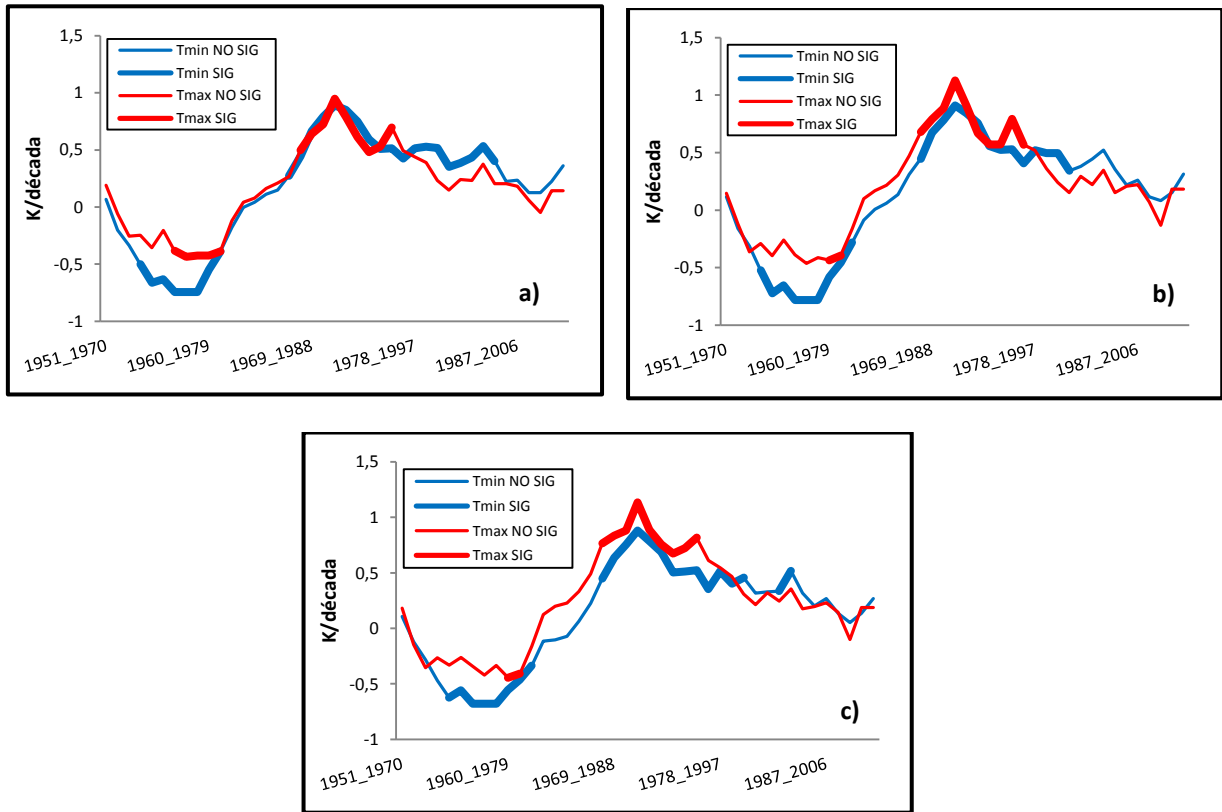 1,5
1
0,5
0
-0,5
-1
K/década
Tmin NO SIG
Tmin SIG
Tmax NO SIG
Tmax SIG
a)
1951_1970
1960_1979
1969_1988
1978_1997
1987_2006
1,5
1
0,5
0
-0,5
-1
K/década
Tmin NO SIG
Tmin SIG
Tmax NO SIG
Tmax SIG
b)
1951_1970
1960_1979
1969_1988
1978_1997
1987_2006
1,5
1
0,5
0
-0,5
-1
K/década
Tmin NO SIG
Tmin SIG
Tmax NO SIG
Tmax SIG
c)
1951_1970
1960_1979
1969_1988
1978_1997
1987_2006